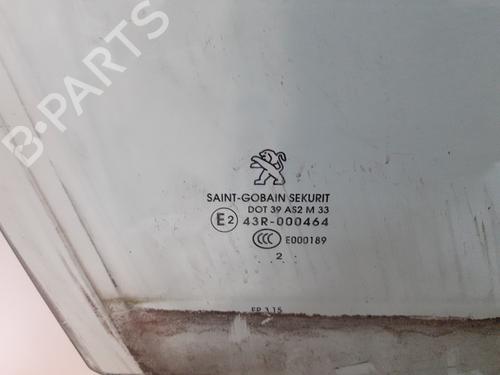 B-PARTS
SAINT-GOBAIN SEKURIT
DOT 39 AS2 M 33
E2 43R-000464
CCC E000189
2